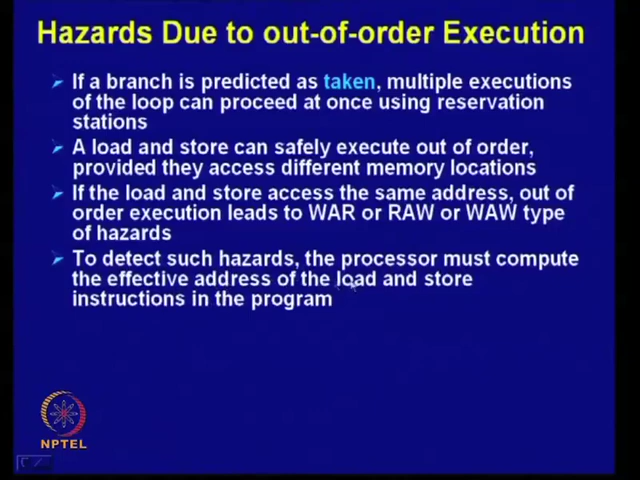 Hazards Due to out-of-order Execution
If a branch is predicted as taken, multiple executions
of the loop can proceed at once using reservation
stations
A load and store can safely execute out of order,
provided they access different memory locations
If the load and store access the same address, out of
order execution leads to WAR or RAW or WAW type
of hazards
To detect such hazards, the processor must compute
the effective address of the load and store
instructions in the program
NPTEL